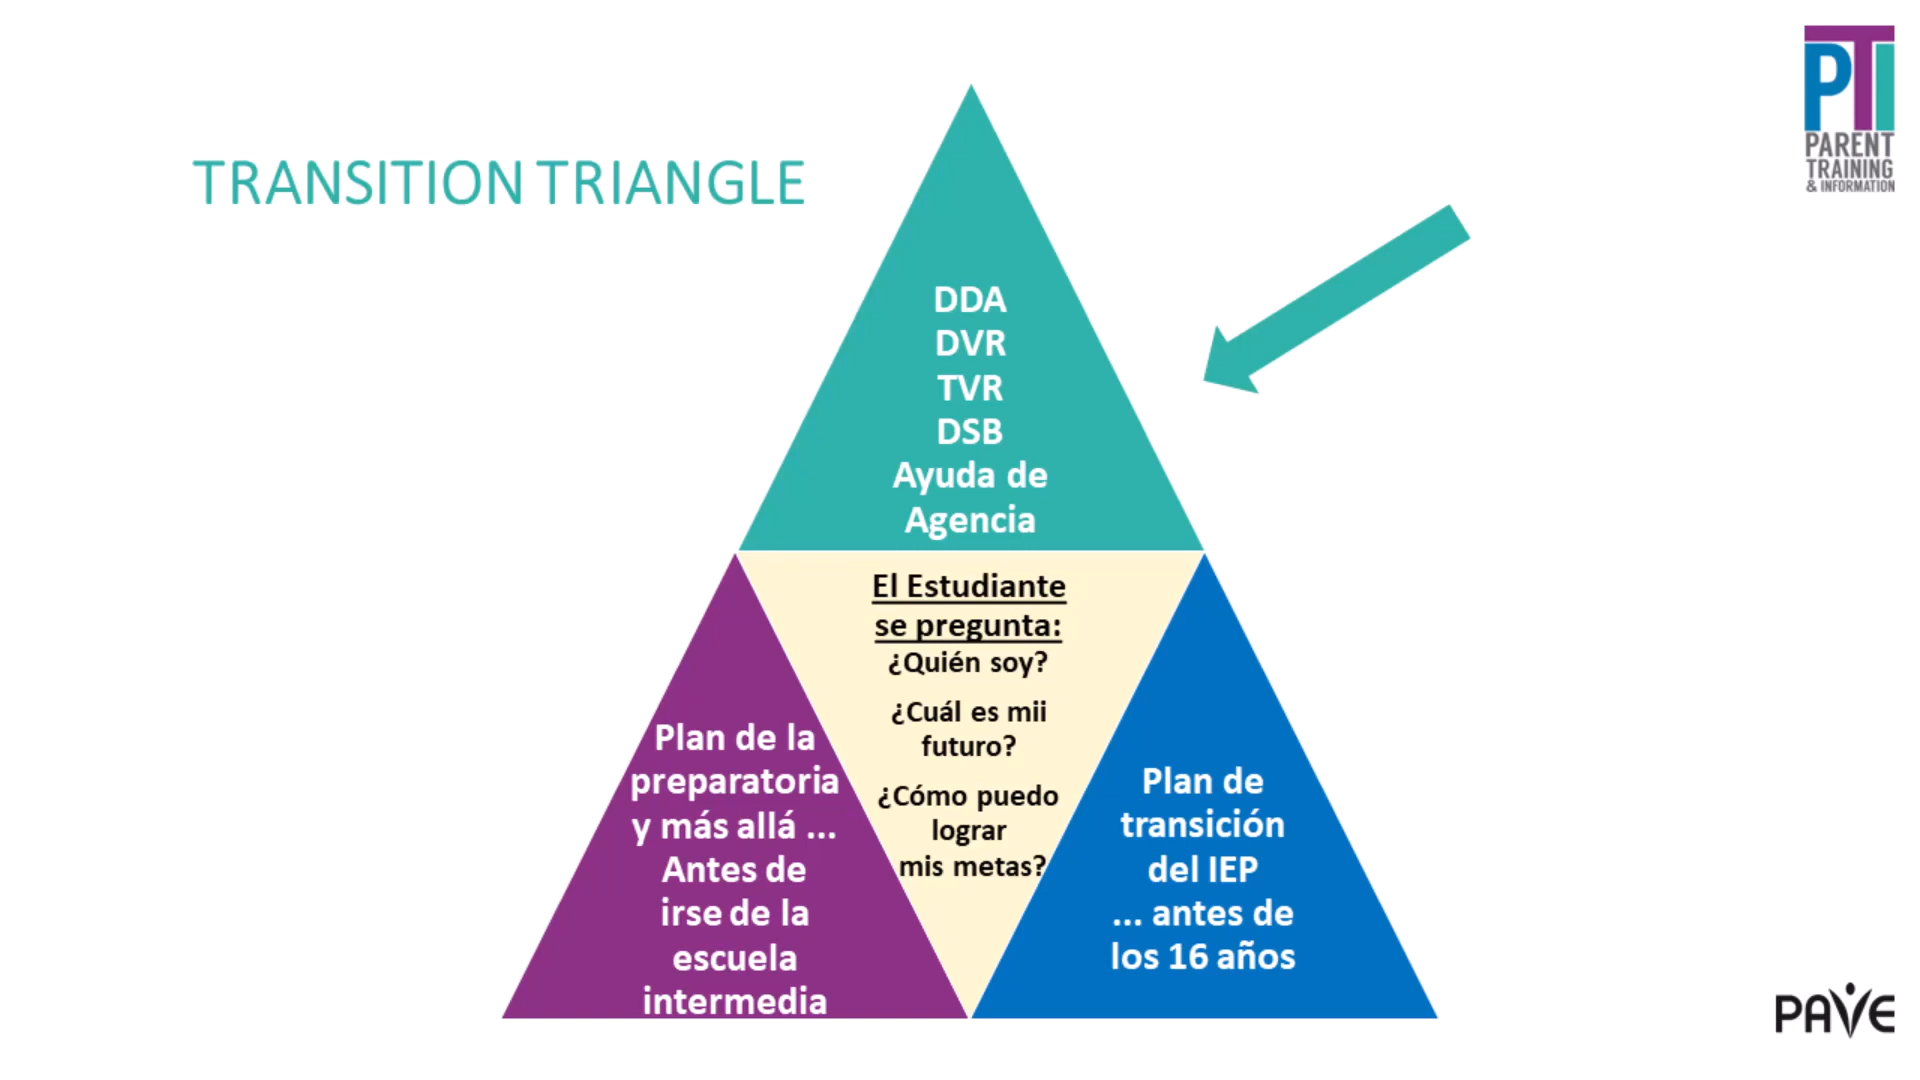 TRANSITION TRIANGLE
PTI
PARENT
TRAINING
& INFORMATION
DDA
DVR
TVR
DSB
Ayuda de
Agencia
El Estudiante
se pregunta:
¿Quién soy?
¿Cuál es mii
futuro?
¿Cómo puedo
lograr
mis metas?
Plan de la
preparatoria
y más allá ...
Antes de
irse de la
escuela
intermedia
Plan de
transición
del IEP
... antes de
los 16 años
PAVE